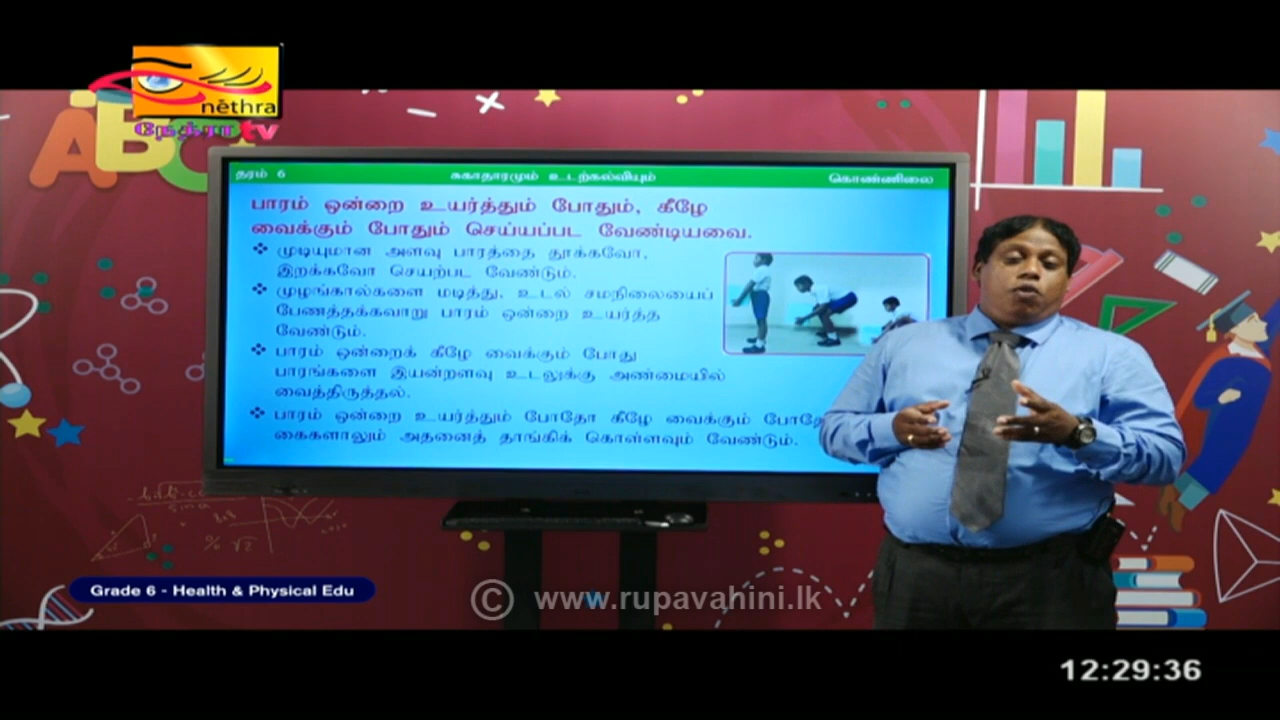 nēthra
நேத்ரா tv
ABC
தரம் 6 சுகாதாரமும் உடற்கல்வியும் கொண்ணிலை
பாரம் ஒன்றை உயர்த்தும் போதும், கீழே
வைக்கும் போதும் செய்யப்பட வேண்டியவை.
❖ முடியுமான அளவு பாரத்தை தூக்கவோ,
இறக்கவோ செயற்பட வேண்டும்.
❖ முழங்கால்களை மடித்து, உடல் சமநிலையைப்
பேணத்தக்கவாறு பாரம் ஒன்றை உயர்த்த
வேண்டும்.
❖ பாரம் ஒன்றைக் கீழே வைக்கும் போது
பாரங்களை இயன்றளவு உடலுக்கு அண்மையில்
வைத்திருத்தல்.
❖ பாரம் ஒன்றை உயர்த்தும் போதோ கீழே வைக்கும்
கைகளாலும் அதனைத் தாங்கிக் கொள்ளவும் வேண்டும்.
Grade 6 - Health & Physical Edu
© www.rupavahini.lk
12:29:36